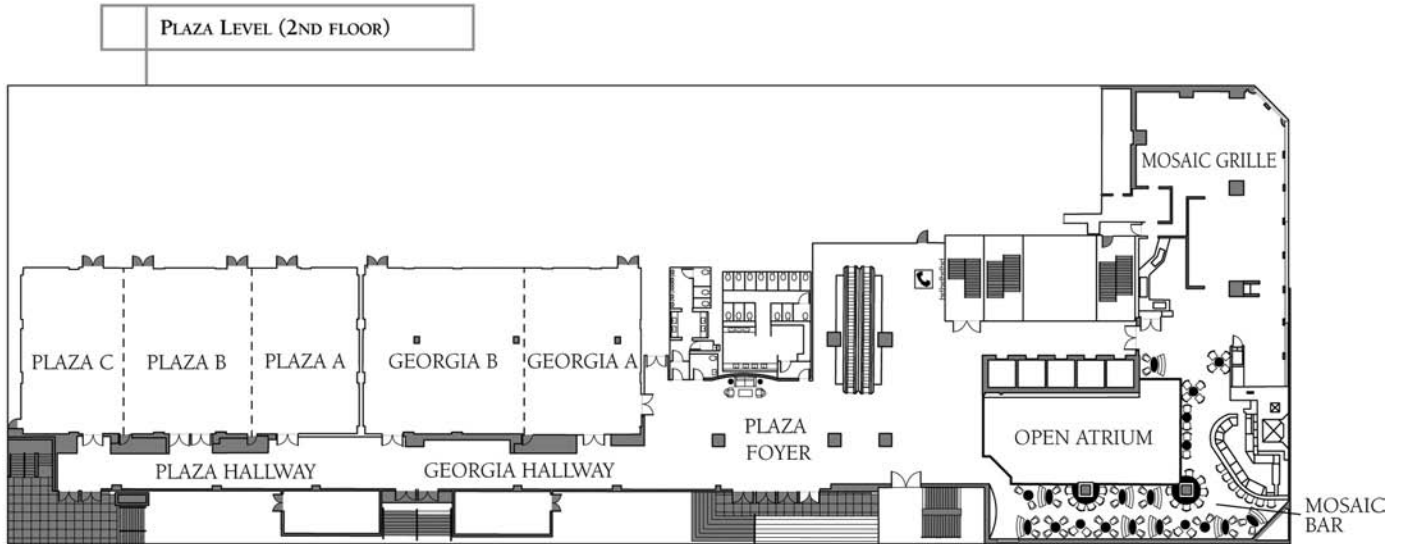 PLAZA LEVEL (2ND FLOOR)
MOSAIC GRILLE
PLAZA C
PLAZA B
PLAZA A
GEORGIA B
GEORGIA A
PLAZA
FOYER
OPEN ATRIUM
PLAZA HALLWAY
GEORGIA HALLWAY
MOSAIC
BAR